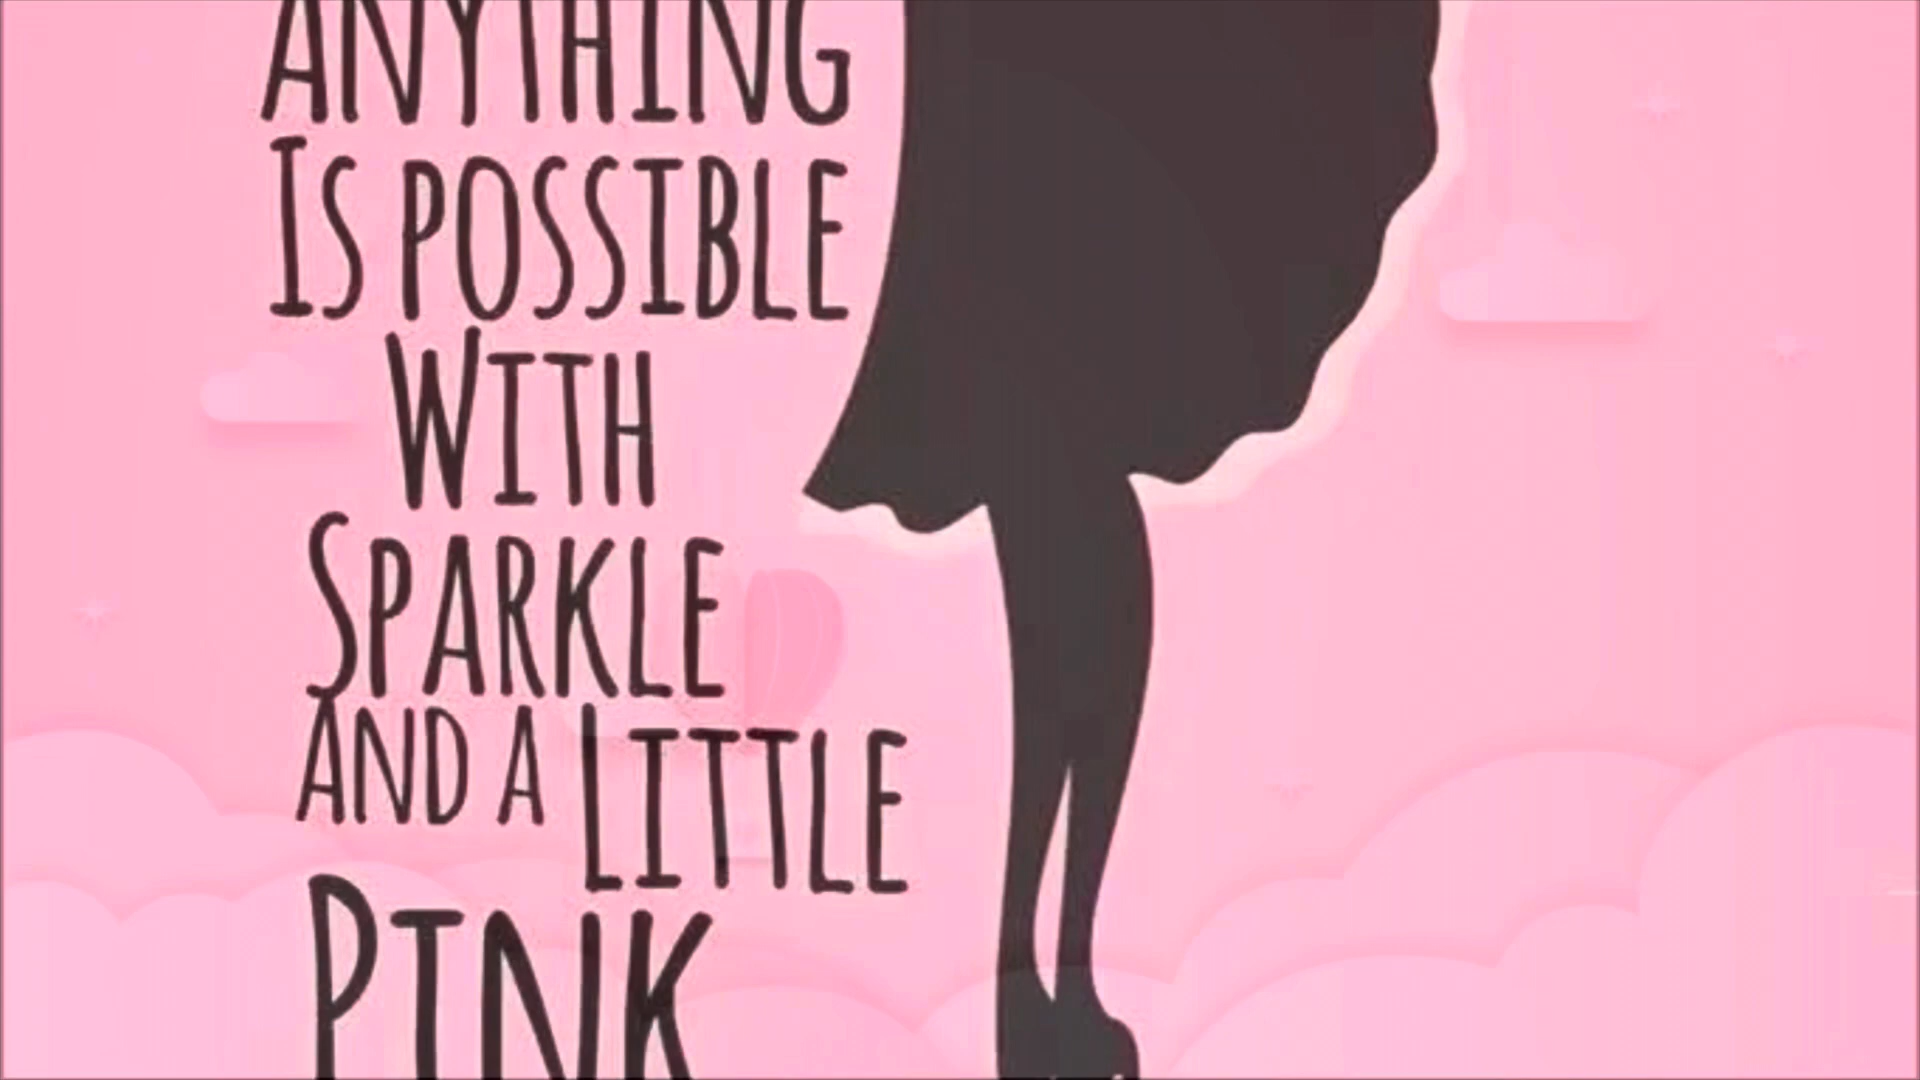 ANYTHING
IS POSSIBLE
WITH
SPARKLE
AND A LITTLE
PINK